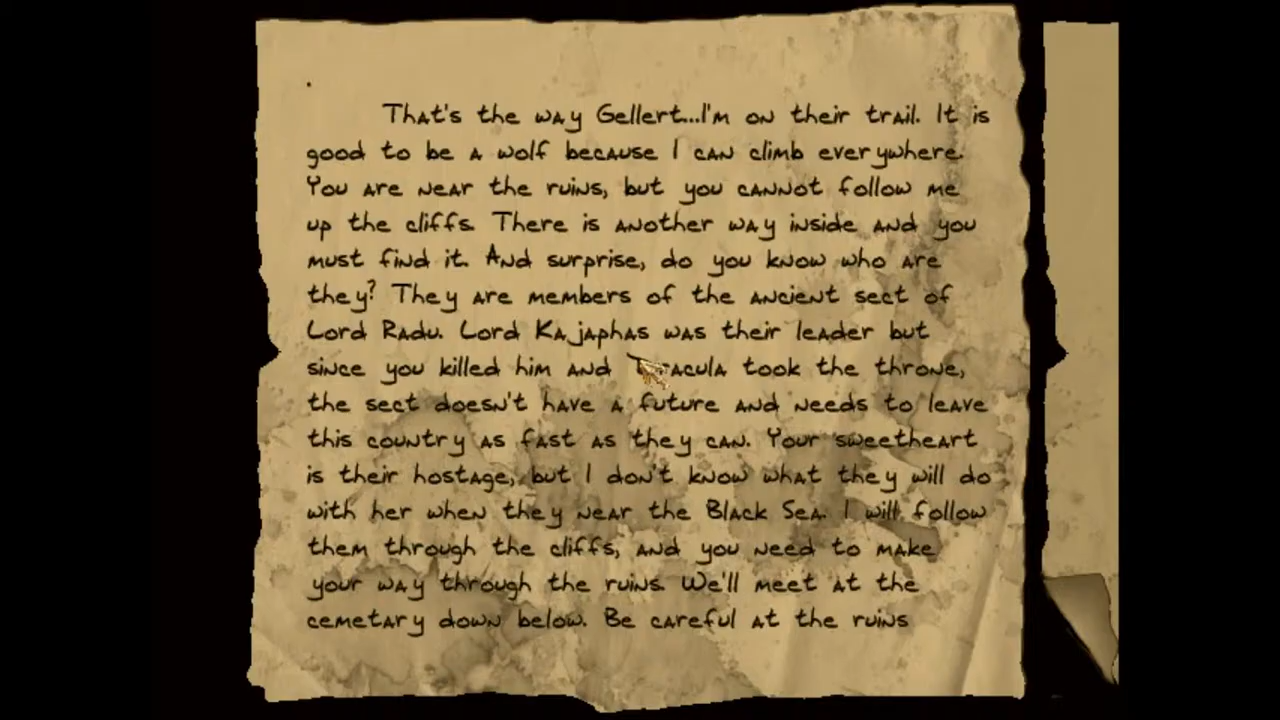 That's the way Gellert...I'm on their trail. It is
good to be a wolf because I can climb everywhere.
You are near the ruins, but you cannot follow me
up the cliffs. There is another way inside and you
must find it. And surprise, do you know who are
they? They are members of the ancient sect of
Lord Radu. Lord Kajaphas was their leader but
since you killed him and Dracula took the throne,
the sect doesn't have a future and needs to leave
this country as fast as they can. Your sweetheart
is their hostage, but I don't know what they will do
with her when they near the Black Sea. I will follow
them through the cliffs, and you need to make
your way through the ruins. We'll meet at the
cemetary down below. Be careful at the ruins